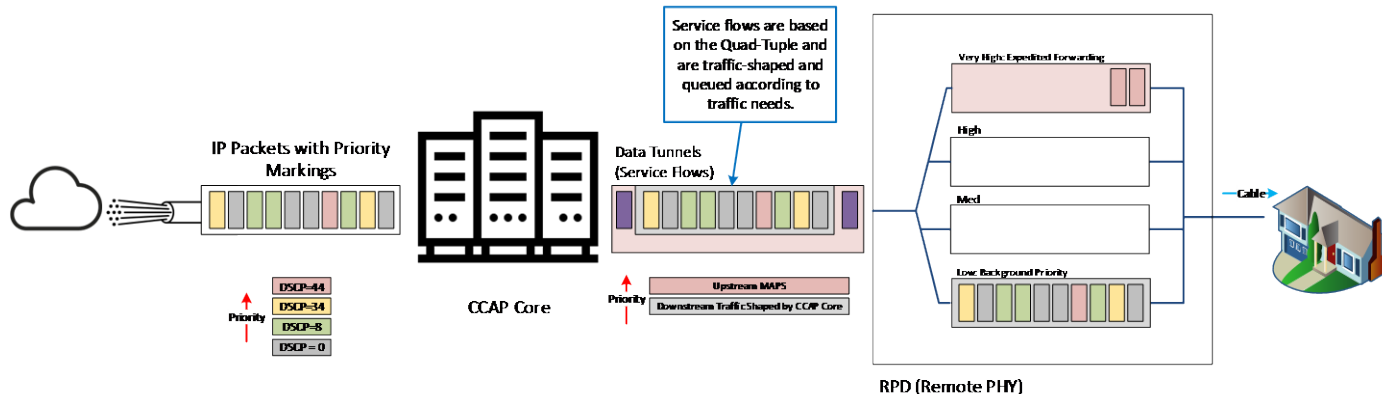 Service flows are based
on the Quad-Tuple and
are traffic-shaped and
queued according to
traffic needs.
Very High: Expedited Forwarding
High
Med
Low: Background Priority
IP Packets with Priority
Markings
Data Tunnels
(Service Flows)
Cable
DSCP=44
DSCP=34
DSCP=8
DSCP = 0
Priority
CCAP Core
Priority
Upstream MAPS
Downstream Traffic Shaped by CCAP Core
RPD (Remote PHY)